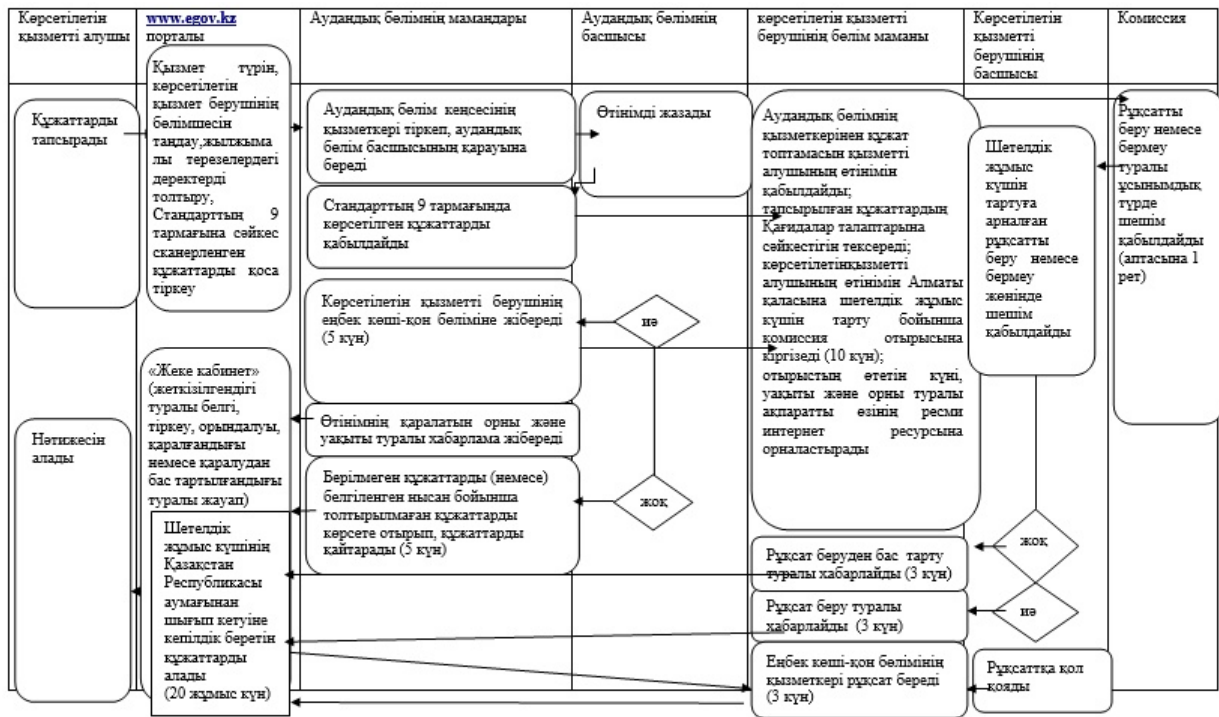 Көрсетілетін
қызметті алушы
www.egov.kz
порталы
Аудандық бөлімнің мамандары
Аудандық бөлімнің
басшысы
көрсетілетін қызметті
берушінің бөлім маманы
Көрсетілетін
қызметті
берушінің
басшысы
Комиссия
Құжаттарды
тапсырады
Қызмет түрін,
көрсетілетін
қызмет берушінің
бөлімшесін
таңдау,жылжыма
лы терезелердегі
деректерді
толтыру,
Стандарттың 9
тармағына сәйкес
сканерленген
құжаттарды қоса
тіркеу
Аудандық бөлім кеңсесінің
қызметкері тіркеп, аудандық
бөлім басшысының қарауына
береді
Өтінімді жазады
Стандарттың 9 тармағында
көрсетілген құжаттарды
қабылдайды
Аудандық бөлімнің
қызметкерінен құжат
топтамасын қызметті
алушының өтінімін
қабылдайды;
тапсырылған құжаттардың
Қағидалар талаптарына
сәйкестігін тексереді;
көрсетілетінқызметті
алушының өтінімін Алматы
қаласына шетелдік жұмыс
күшін тарту бойынша
комиссия отырысына
кіргізеді (10 күн);
отырыстың өтетін күні,
уақыты және орны туралы
ақпаратты өзінің ресми
интернет ресурсына
орналастырады
Шетелдік
жұмыс
күшін
тартуға
арналған
рұқсатты
беру немесе
бермеу
жөнінде
шешім
қабылдайды
Рұқсатты
беру немесе
бермеу
туралы
ұсынымдық
түрде
шешім
қабылдайды
(аптасына 1
рет)
Көрсетілетін қызметті берушінің
еңбек көші-қон бөліміне жібереді
(5 күн)
иә
«Жеке кабинет»
(жеткізілгендігі
туралы белгі,
тіркеу, орындалуы,
қаралғандығы
немесе қаралудан
бас тартылғандығы
туралы жауап)
Өтінімнің қаралатын орны және
уақыты туралы хабарлама жібереді
Нәтижесін
алады
Берілмеген құжаттарды (немесе)
белгіленген нысан бойынша
толтырылмаған құжаттарды
көрсете отырып, құжаттарды
қайтарады (5 күн)
жоқ
Шетелдік
жұмыс күшінің
Қазақстан
Республикасы
аумағынан
шығып кетуіне
кепілдік беретін
құжаттарды
алады
(20 жұмыс күн)
Рұқсат беруден бас тарту
туралы хабарлайды (3 күн)
жоқ
Рұқсат беру туралы
хабарлайды (3 күн)
иә
Еңбек көші-қон бөлімінің
қызметкері рұқсат береді
(3 күн)
Рұқсаттқа қол
қояды